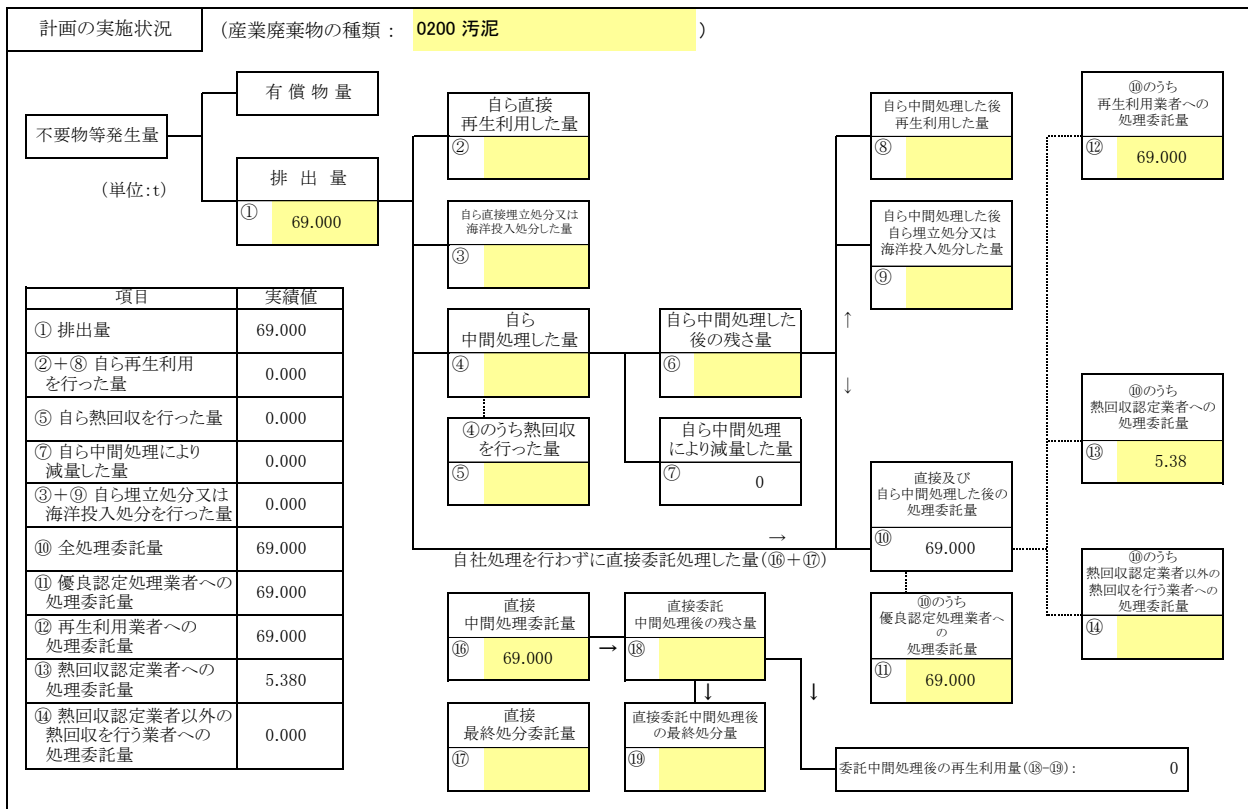 計画の実施状況
(産業廃棄物の種類： 0200 汚泥 )
不要物等発生量
(単位:t)
有償物量
排出量
① 69.000
自ら直接
再生利用した量
②
自ら直接埋立処分又は
海洋投入処分した量
③
自ら
中間処理した量
④
④のうち熱回収
を行った量
⑤
自ら中間処理した
後の残さ量
⑥
自ら中間処理
により減量した量
⑦ 0
自ら中間処理した後
再生利用した量
⑧
自ら中間処理した後
自ら埋立処分又は
海洋投入処分した量
⑨
↑
↓
直接及び
自ら中間処理した後の
処理委託量
⑩ 69.000
⑩のうち
優良認定処理業者へ
の
処理委託量
⑪ 69.000
⑩のうち
再生利用業者への
処理委託量
⑫ 69.000
⑩のうち
熱回収認定業者への
処理委託量
⑬ 5.38
⑩のうち
熱回収認定業者以外の
熱回収を行う業者への
処理委託量
⑭
→
自社処理を行わずに直接委託処理した量(⑯+⑰)
直接
中間処理委託量
⑯ 69.000
→
直接委託
中間処理後の残さ量
⑱
↓
↓
直接
最終処分委託量
⑰
直接委託中間処理後
の最終処分量
⑲
委託中間処理後の再生利用量(⑱-⑲)： 0
項目 実績値
① 排出量 69.000
②+⑧ 自ら再生利用
を行った量 0.000
⑤ 自ら熱回収を行った量 0.000
⑦ 自ら中間処理により
減量した量 0.000
③+⑨ 自ら埋立処分又は
海洋投入処分を行った量 0.000
⑩ 全処理委託量 69.000
⑪ 優良認定処理業者への
処理委託量 69.000
⑫ 再生利用業者への
処理委託量 69.000
⑬ 熱回収認定業者への
処理委託量 5.380
⑭ 熱回収認定業者以外の
熱回収を行う業者への
処理委託量 0.000